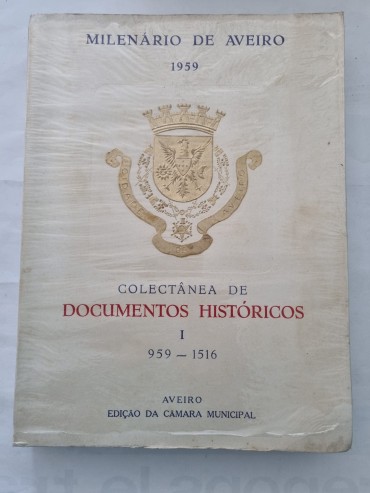 MILENÁRIO DE AVEIRO
1959
COLECTÂNEA DE
DOCUMENTOS HISTÓRICOS
I
959 — 1516
AVEIRO
EDIÇÃO DA CÂMARA MUNICIPAL